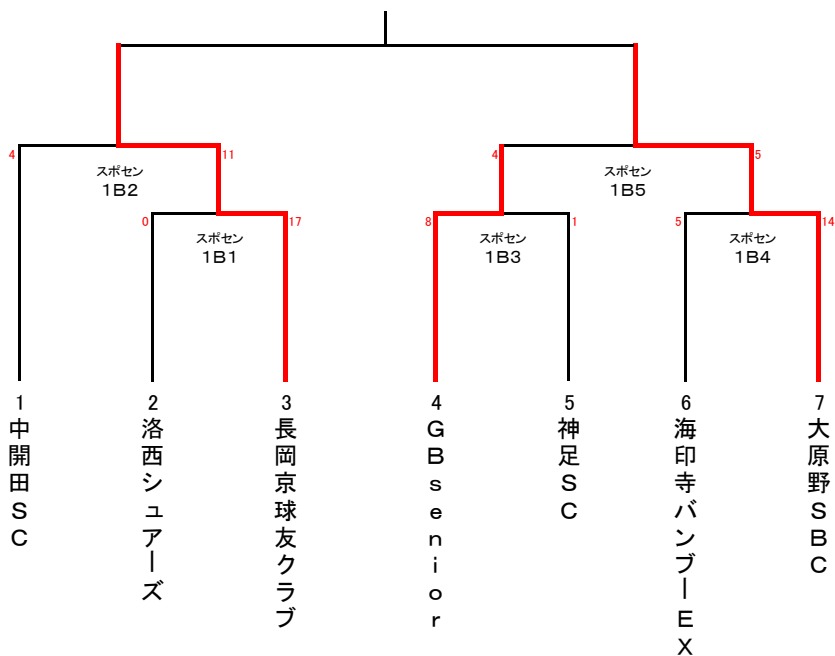 4
11
スポセン
1B2
4
5
スポセン
1B5
0
17
スポセン
1B1
8
1
スポセン
1B3
5
14
スポセン
1B4
1
中開田SC
2
洛西シュアーズ
3
長岡京球友クラブ
4
GBsenior
5
神足SC
6
海印寺バンブーEX
7
大原野SBC